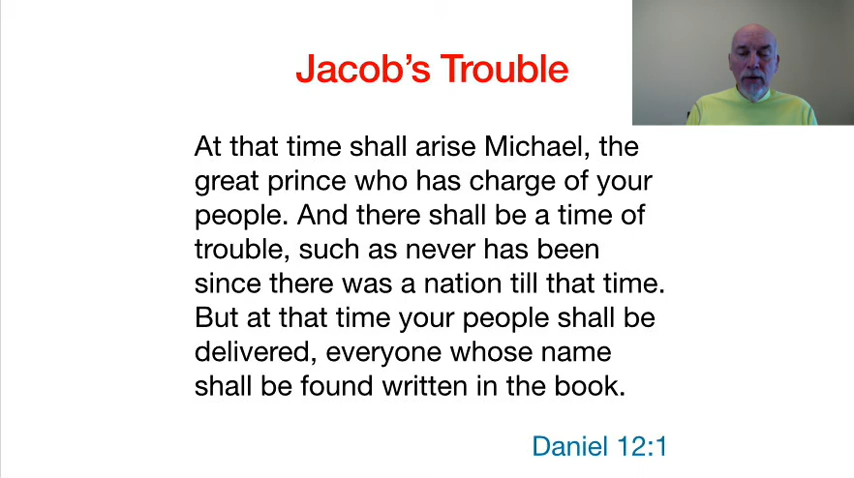 Jacob's Trouble
At that time shall arise Michael, the
great prince who has charge of your
people. And there shall be a time of
trouble, such as never has been
since there was a nation till that time.
But at that time your people shall be
delivered, everyone whose name
shall be found written in the book.
Daniel 12:1